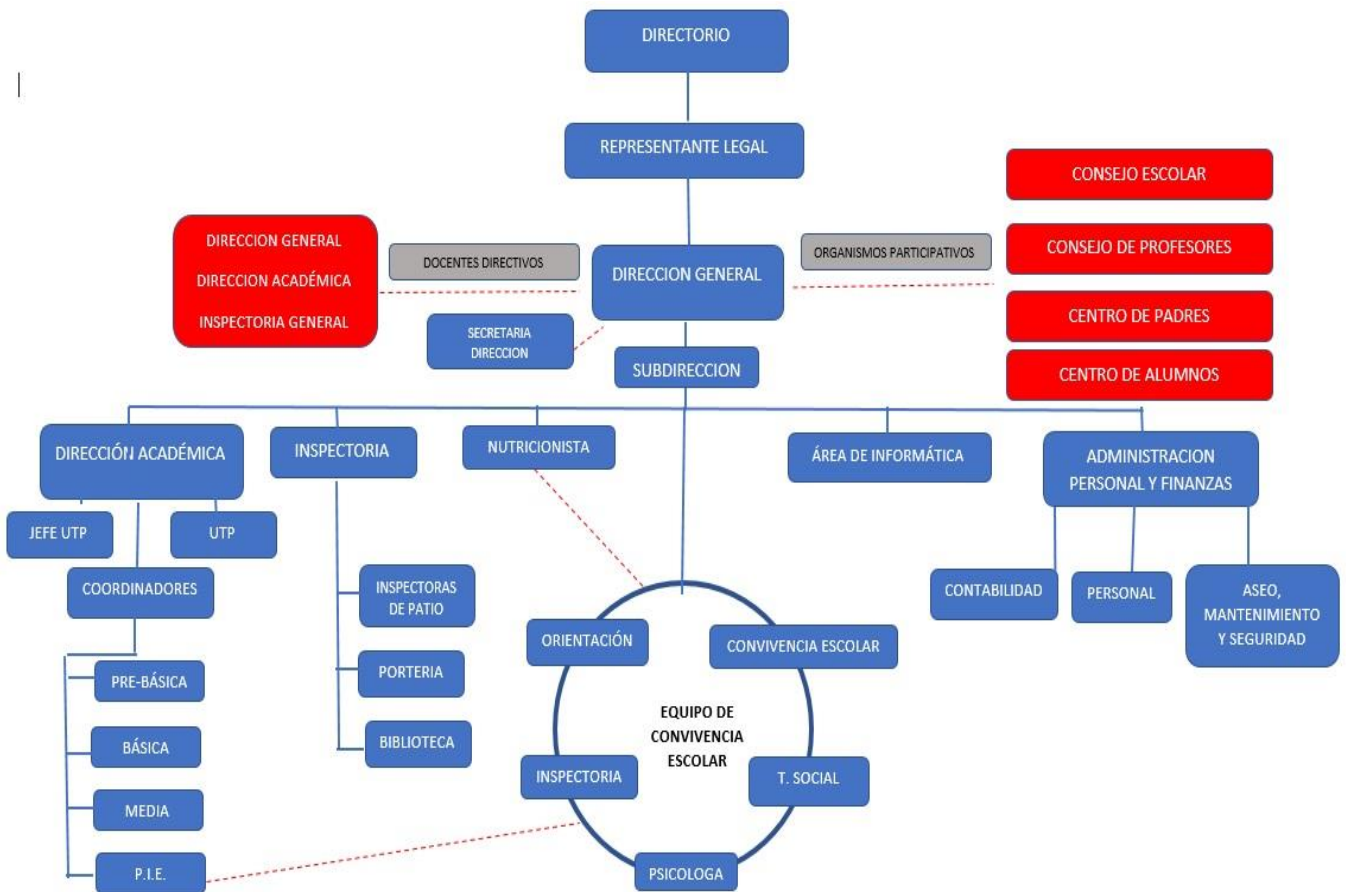 DIRECTORIO
REPRESENTANTE LEGAL
CONSEJO ESCOLAR
DIRECCION GENERAL
DIRECCION ACADÉMICA
INSPECTORIA GENERAL
DOCENTES DIRECTIVOS
DIRECCION GENERAL
ORGANISMOS PARTICIPATIVOS
CONSEJO DE PROFESORES
CENTRO DE PADRES
CENTRO DE ALUMNOS
SECRETARIA
DIRECCION
SUBDIRECCION
DIRECCIÓN ACADÉMICA
INSPECTORIA
NUTRICIONISTA
ÁREA DE INFORMÁTICA
ADMINISTRACION
PERSONAL Y FINANZAS
JEFE UTP
UTP
COORDINADORES
PRE-BÁSICA
BÁSICA
MEDIA
P.I.E.
INSPECTORAS
DE PATIO
PORTERIA
BIBLIOTECA
ORIENTACIÓN
CONVIVENCIA ESCOLAR
EQUIPO DE
CONVIVENCIA
ESCOLAR
INSPECTORIA
T. SOCIAL
PSICOLOGA
CONTABILIDAD
PERSONAL
ASEO,
MANTENIMIENTO
Y SEGURIDAD